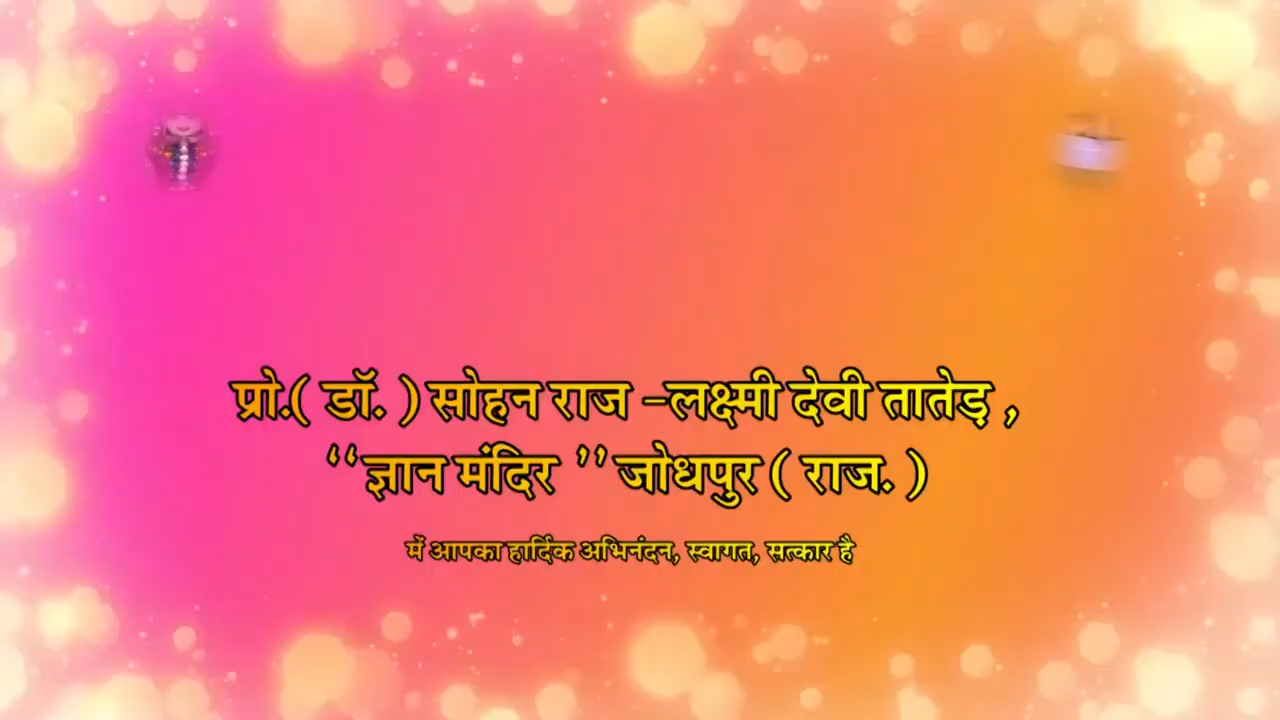 प्रो.( डॉ. ) सोहन राज -लक्ष्मी देवी तातेड़ ,
‘‘ज्ञान मंदिर ’’ जोधपुर ( राज. )
में आपका हार्दिक अभिनंदन, स्वागत, सत्कार है